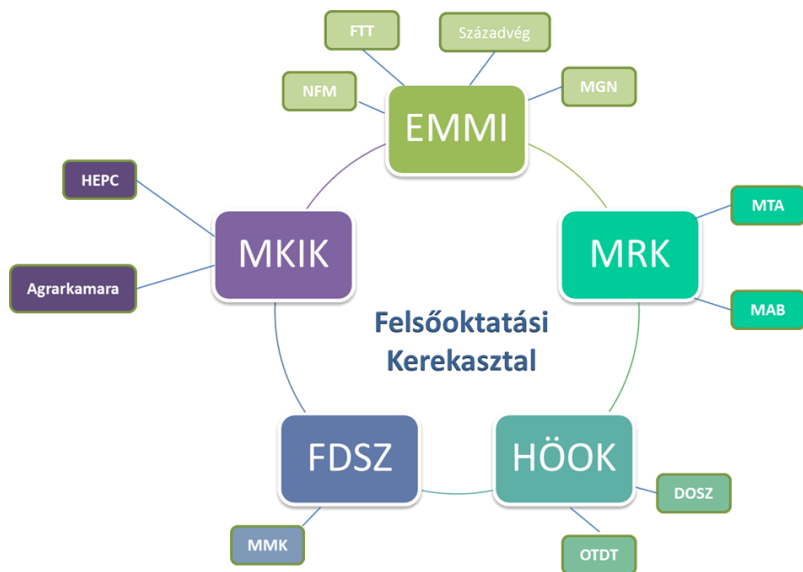 FTT
Századvég
NFM
MGN
EMMI
HEPC
MTA
MKIK
MRK
Agrarkamara
MAB
Felsőoktatási
Kerekasztal
FDSZ
HÖOK
DOSZ
MMK
OTDT